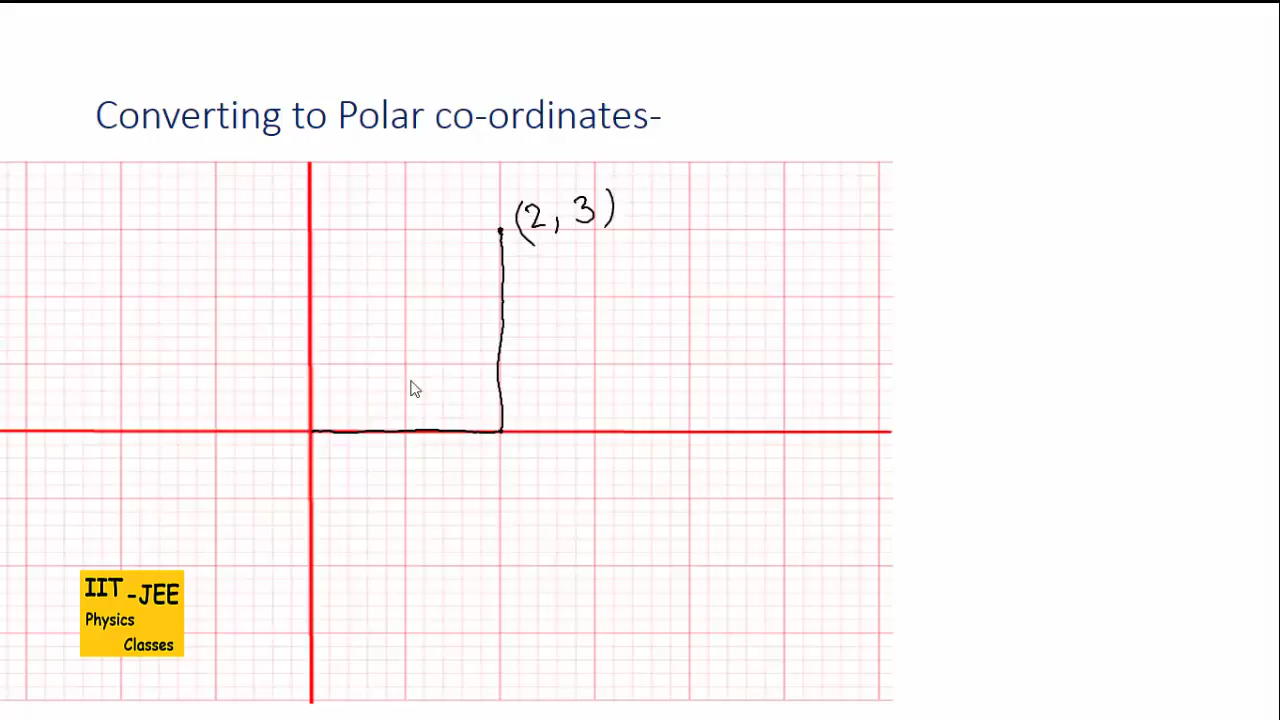 Converting to Polar co-ordinates-
(2, 3)
IIT -JEE
Physics
Classes